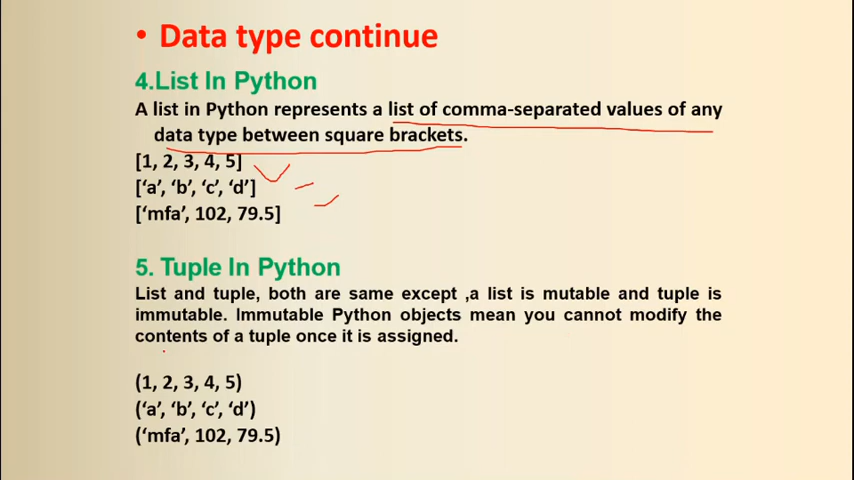 • Data type continue
4.List In Python
A list in Python represents a list of comma-separated values of any
data type between square brackets.
[1, 2, 3, 4, 5]
[‘a’, ‘b’, ‘c’, ‘d’]
[‘mfa’, 102, 79.5]
5. Tuple In Python
List and tuple, both are same except ,a list is mutable and tuple is
immutable. Immutable Python objects mean you cannot modify the
contents of a tuple once it is assigned.
(1, 2, 3, 4, 5)
(‘a’, ‘b’, ‘c’, ‘d’)
(‘mfa’, 102, 79.5)